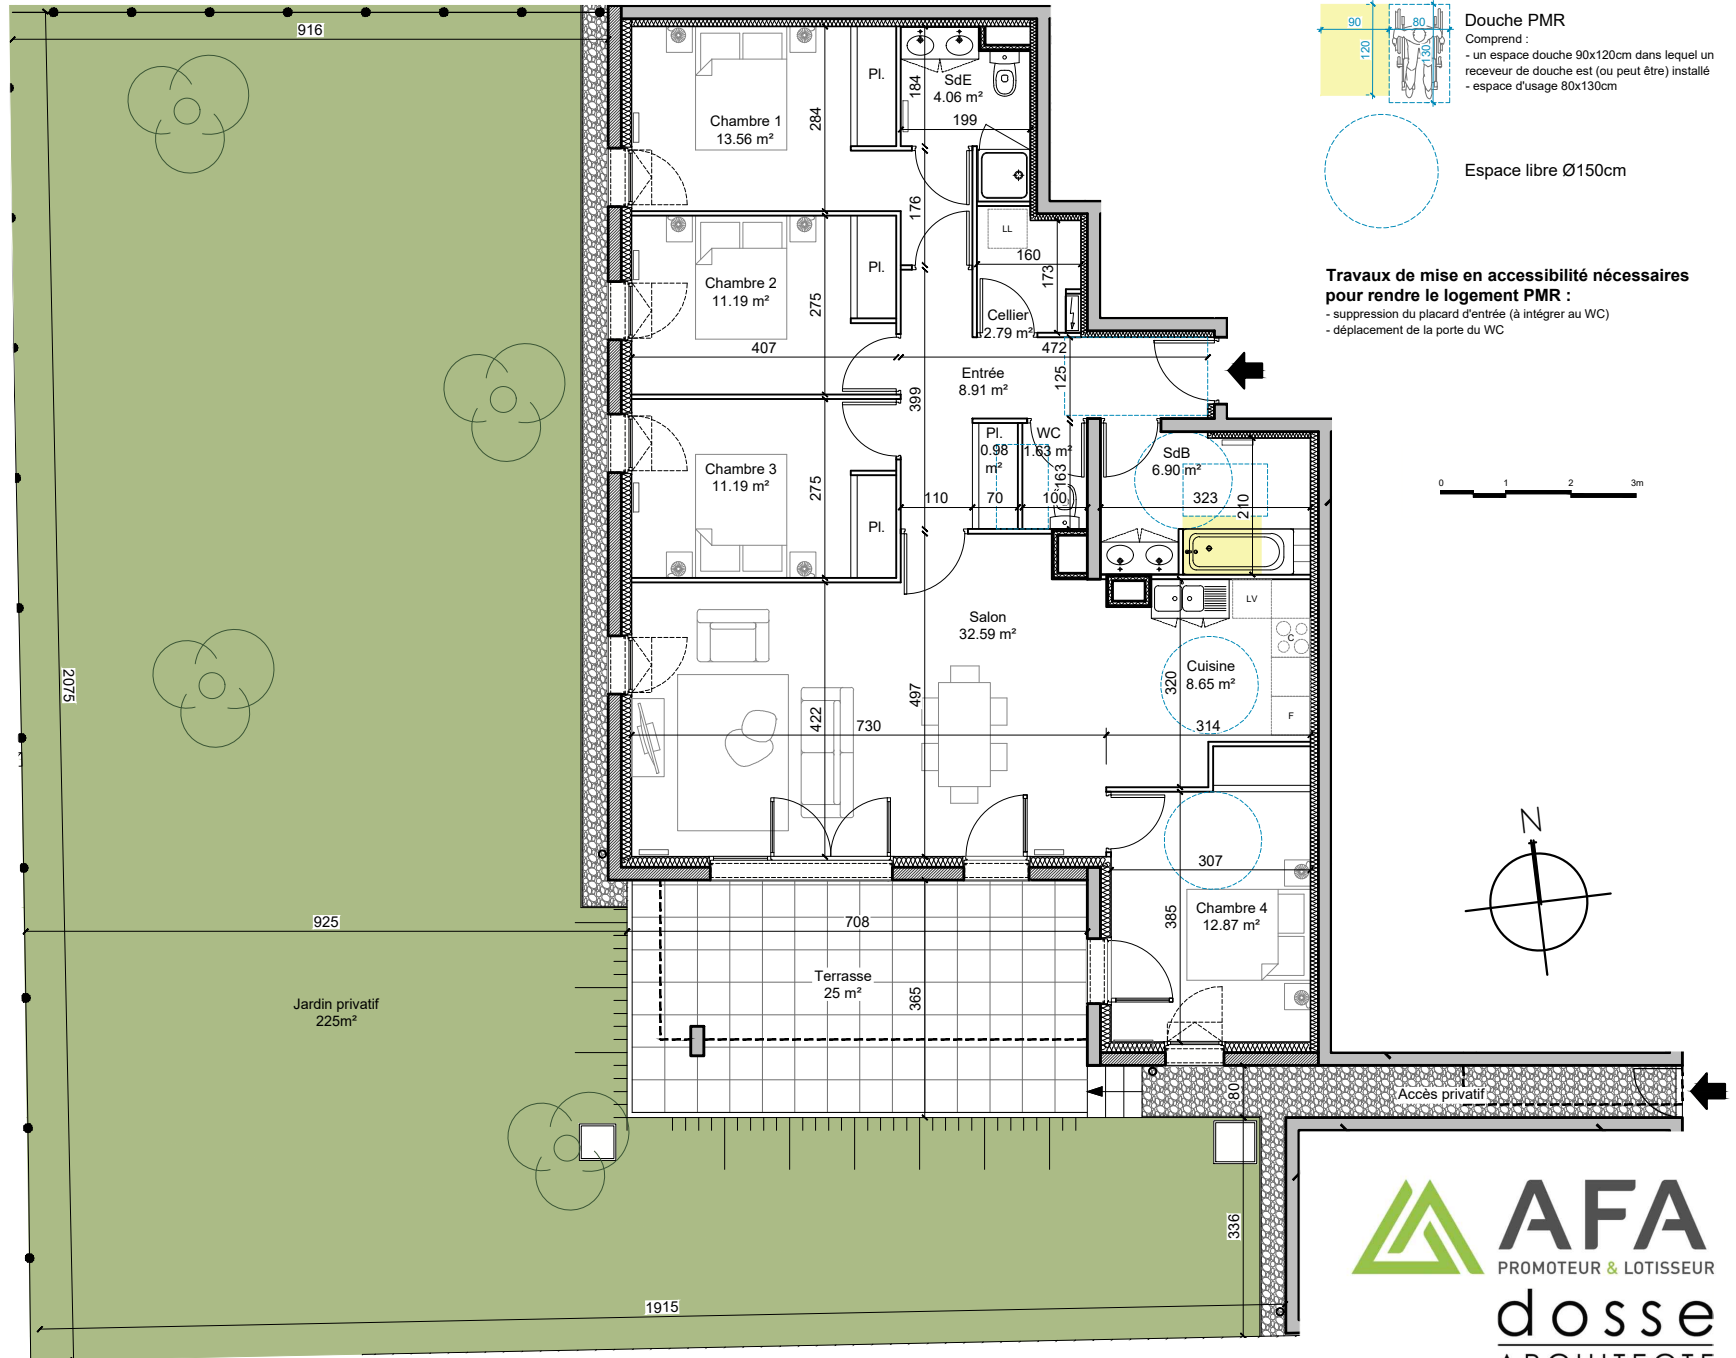 916
90
80
120
130
Douche PMR
Comprend :
- un espace douche 90x120cm dans lequel un
receveur de douche est (ou peut être) installé
- espace d'usage 80x130cm
Espace libre Ø150cm
Travaux de mise en accessibilité nécessaires
pour rendre le logement PMR :
- suppression du placard d'entrée (à intégrer au WC)
- déplacement de la porte du WC
Chambre 1
13.56 m²
284
Pl.
184
SdE
4.06 m²
199
176
LL
160
173
Chambre 2
11.19 m²
275
Pl.
Cellier
2.79 m²
407
472
Entrée
8.91 m²
125
399
Chambre 3
11.19 m²
275
Pl.
Pl.
0.98
m²
WC
1.63 m²
163
110
70
100
SdB
6.90 m²
323
210
0
1
2
3m
Salon
32.59 m²
LV
C
F
Cuisine
8.65 m²
320
314
497
422
730
2075
307
Chambre 4
12.87 m²
385
N
925
708
Terrasse
25 m²
365
Jardin privatif
225m²
80
Accès privatif
336
1915
AFA
PROMOTEUR & LOTISSEUR
dosse